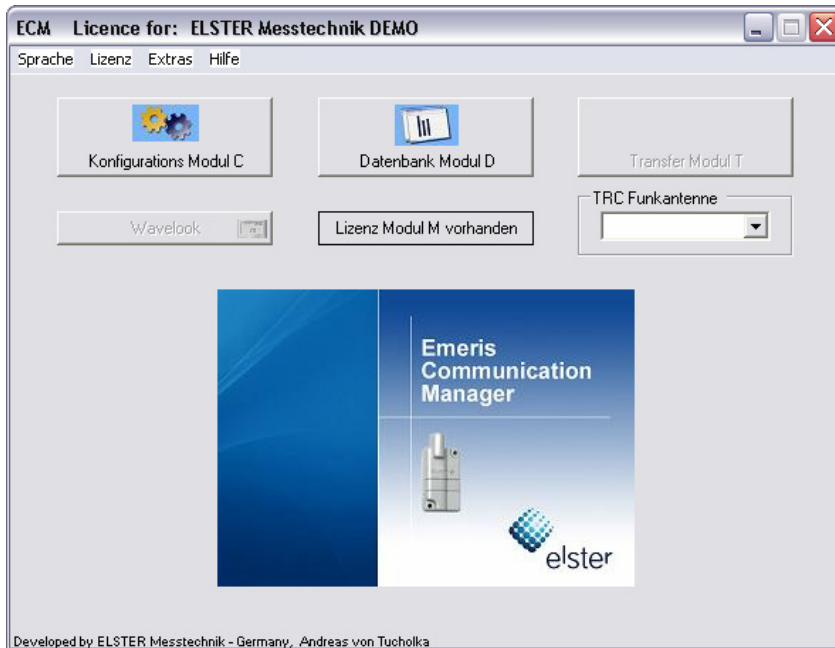 ECM Licence for: ELSTER Messtechnik DEMO
Sprache Lizenz Extras Hilfe
Konfigurations Modul C
Datenbank Modul D
Transfer Modul T
Wavelook
Lizenz Modul M vorhanden
TRC Funkantenne
Emeris
Communication
Manager
elster
Developed by ELSTER Messtechnik - Germany, Andreas von Tucholka